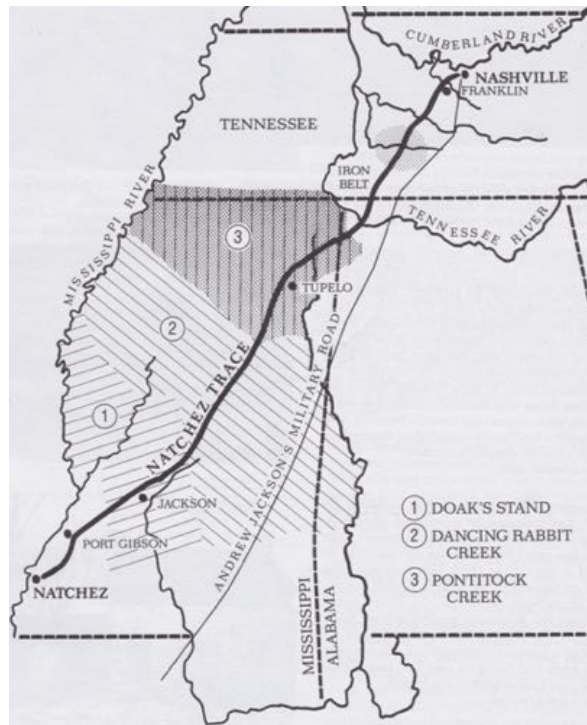 CUMBERLAND RIVER
NASHVILLE
FRANKLIN
TENNESSEE
IRON
BELT
MISSISSIPPI RIVER
TENNESSEE RIVER
3
TUPELO
2
NATCHEZ TRACE
ANDREW JACKSON'S MILITARY ROAD
1
JACKSON
PORT GIBSON
NATCHEZ
MISSISSIPPI
ALABAMA
1 DOAK'S STAND
2 DANCING RABBIT
CREEK
3 PONTITOCK
CREEK